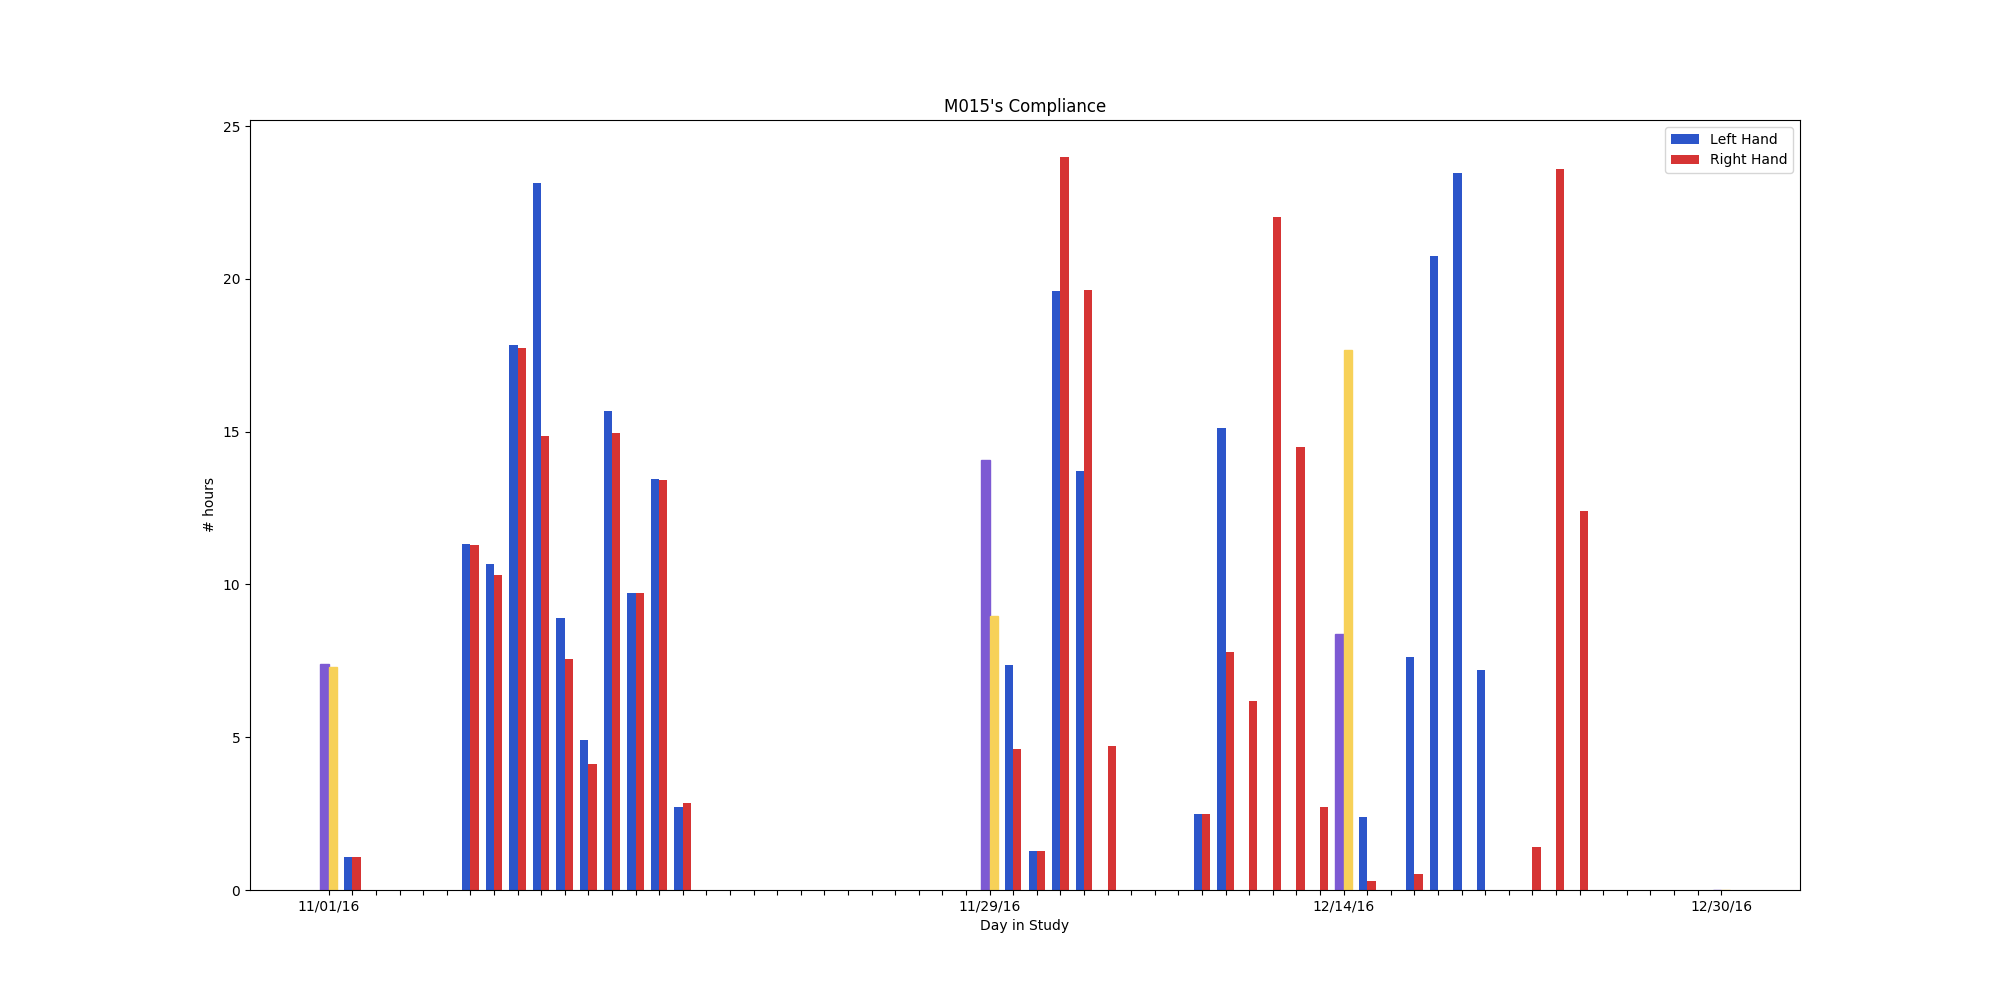 M015's Compliance
25
20
15
10
5
0
# hours
Left Hand
Right Hand
11/01/16
11/29/16
12/14/16
12/30/16
Day in Study